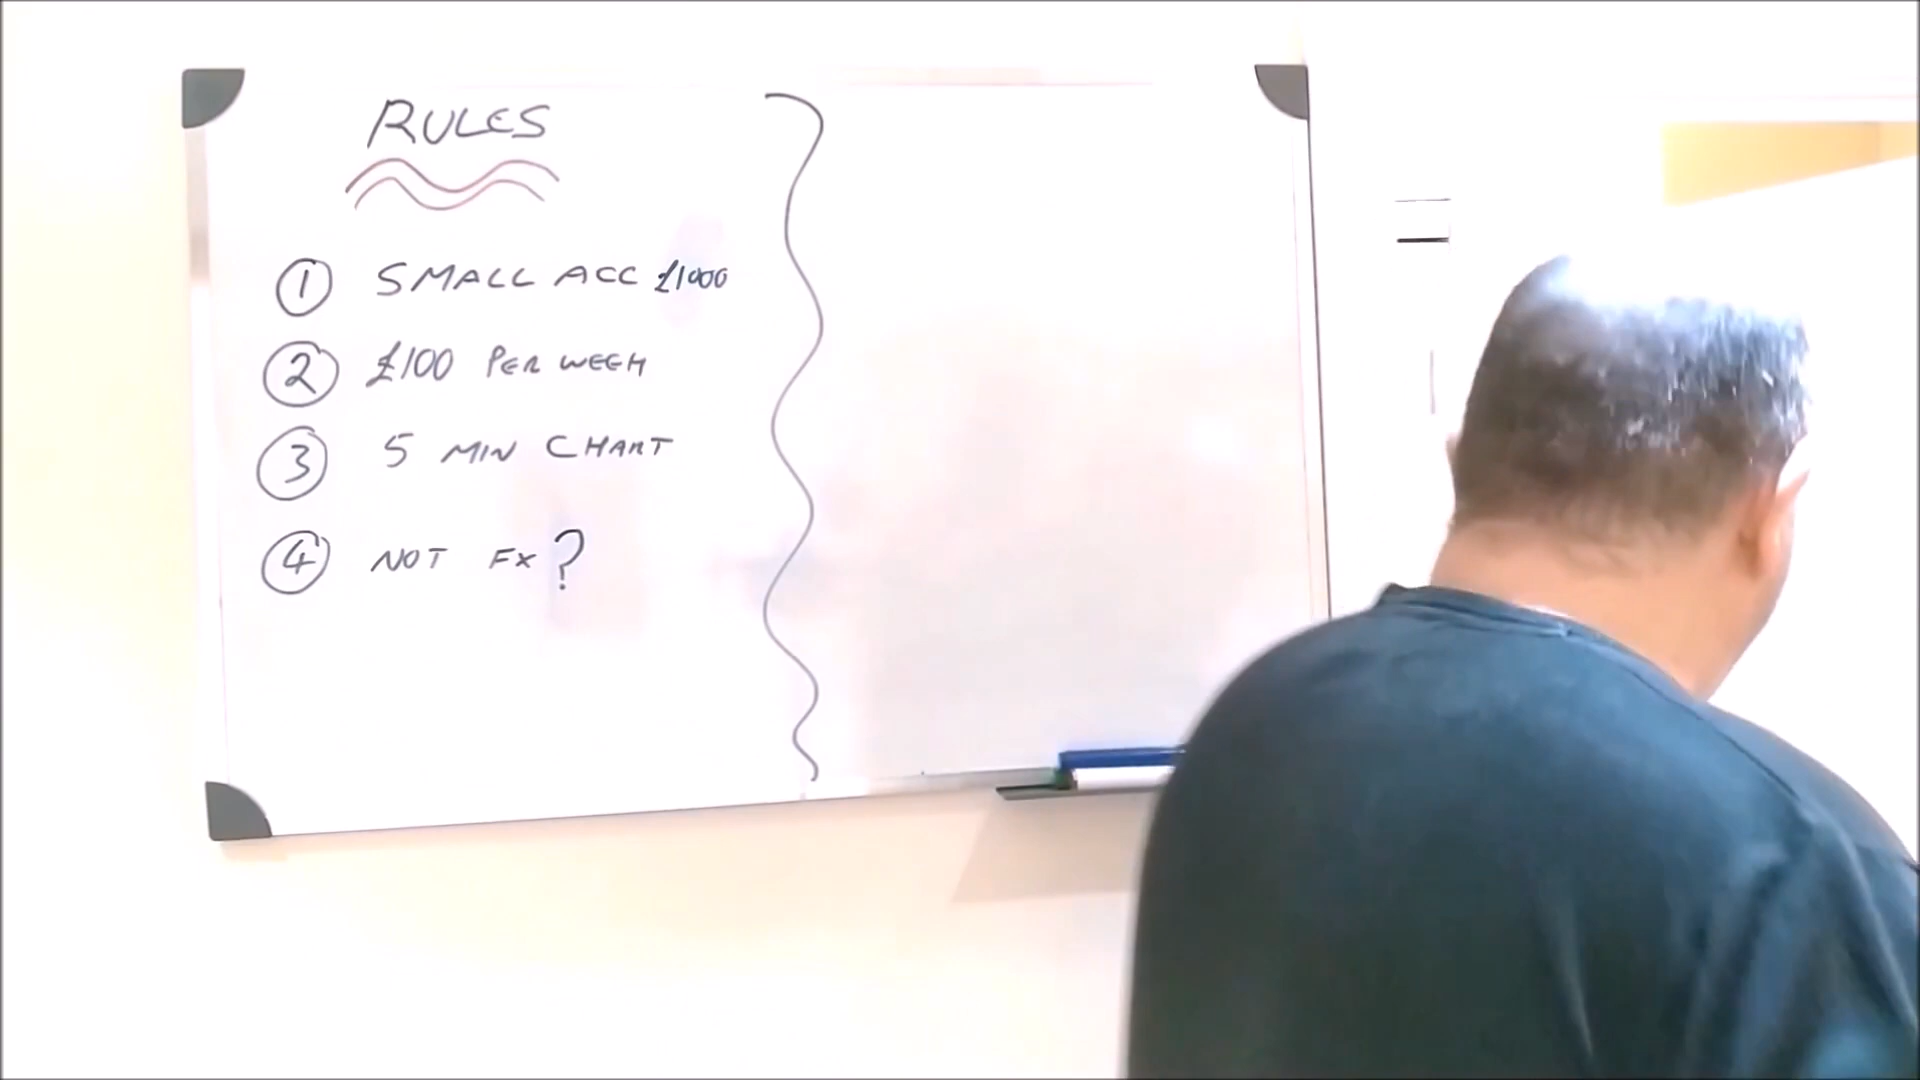 RULES
1 SMALL ACC £1000
2 £100 PER WEEK
3 5 MIN CHART
4 NOT FX?